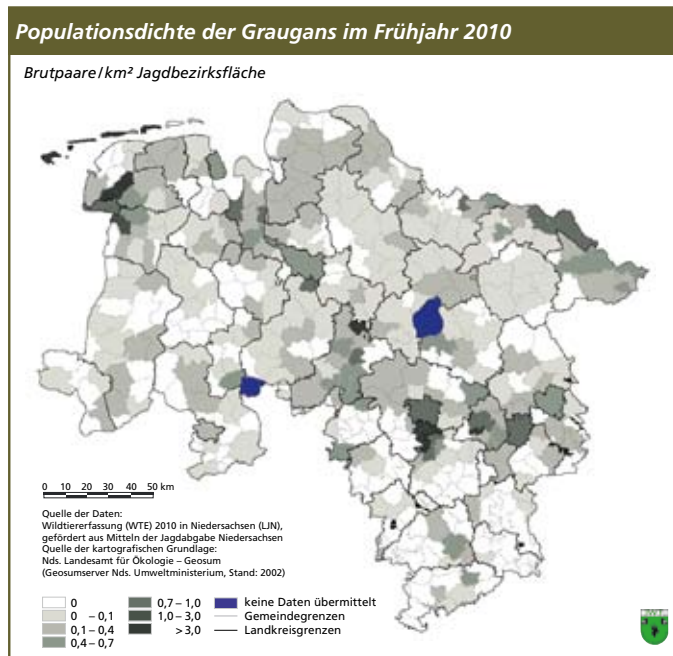 Populationsdichte der Graugans im Frühjahr 2010
Brutpaare/km² Jagdbezirksfläche
0 10 20 30 40 50 km
Quelle der Daten:
Wildtiererfassung (WTE) 2010 in Niedersachsen (LJN),
gefördert aus Mitteln der Jagdabgabe Niedersachsen
Quelle der kartografischen Grundlage:
Nds. Landesamt für Ökologie – Geosum
(Geosumserver Nds. Umweltministerium, Stand: 2002)
0
0 – 0,1
0,1 – 0,4
0,4 – 0,7
0,7 – 1,0
1,0 – 3,0
> 3,0
keine Daten übermittelt
Gemeindegrenzen
Landkreisgrenzen